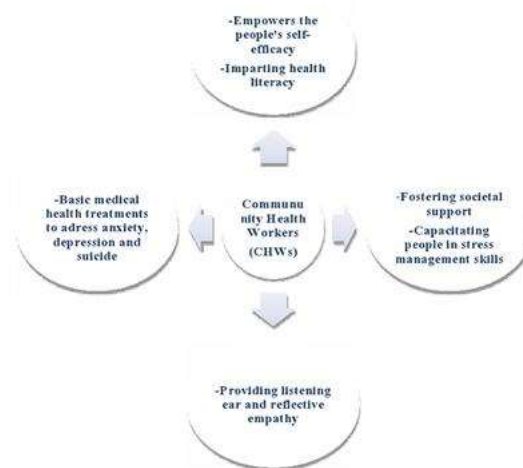 -Empowers the
people's self-
efficacy
-Imparting health
literacy
-Basic medical
health treatments
to adress anxiety,
depression and
suicide
Commu
nity Health
Workers
(CHWs)
-Fostering societal
support
-Capacitating
people in stress
management skills
-Providing listening
ear and reflective
empathy